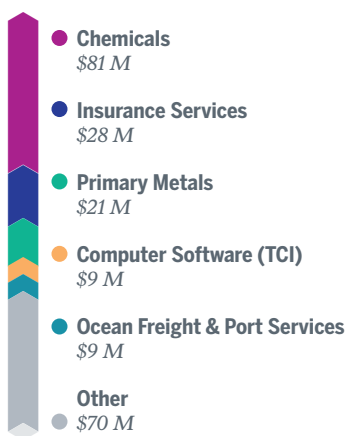 Chemicals
$81 M
Insurance Services
$28 M
Primary Metals
$21 M
Computer Software (TCI)
$9 M
Ocean Freight & Port Services
$9 M
Other
$70 M